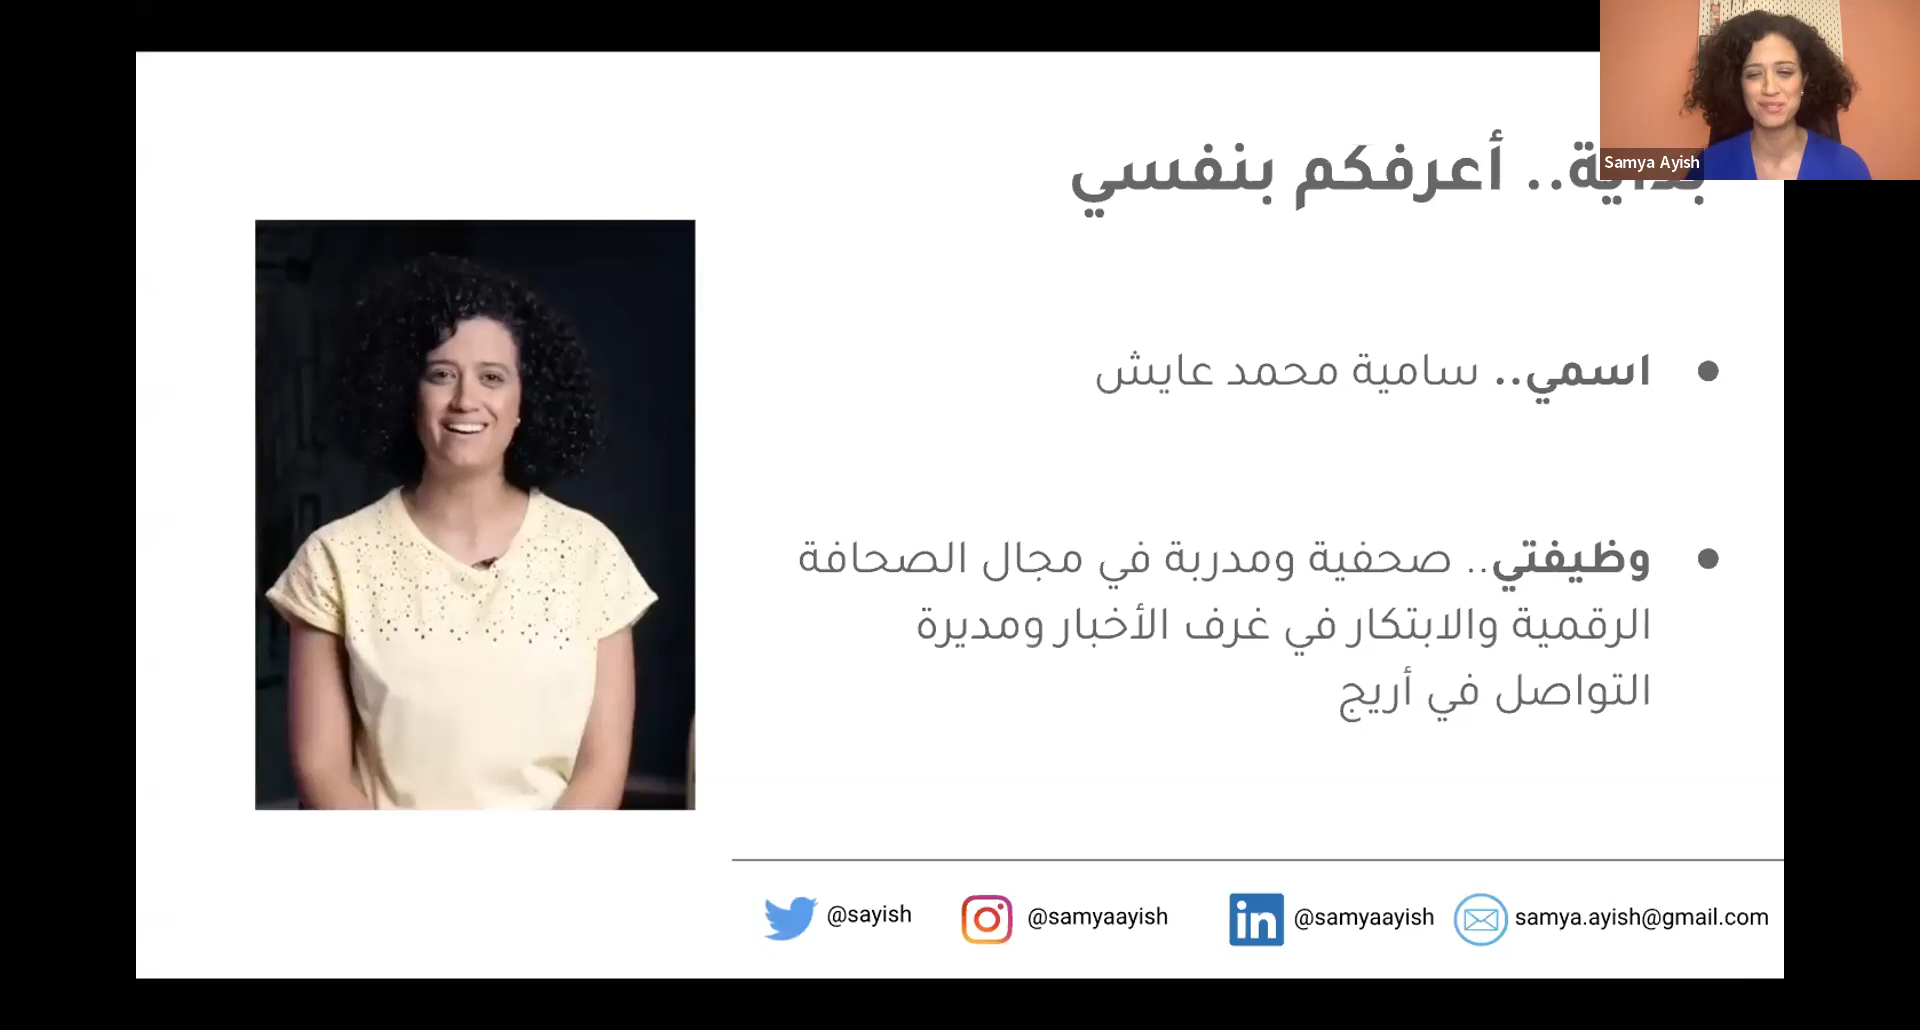 Samya Ayish
بداية.. أعرفكم بنفسي
● اسمي.. سامية محمد عايش
● وظيفتي.. صحفية ومدربة في مجال الصحافة
الرقمية والابتكار في غرف الأخبار ومديرة
التواصل في أريج
@sayish @samyaayish @samyaayish samya.ayish@gmail.com